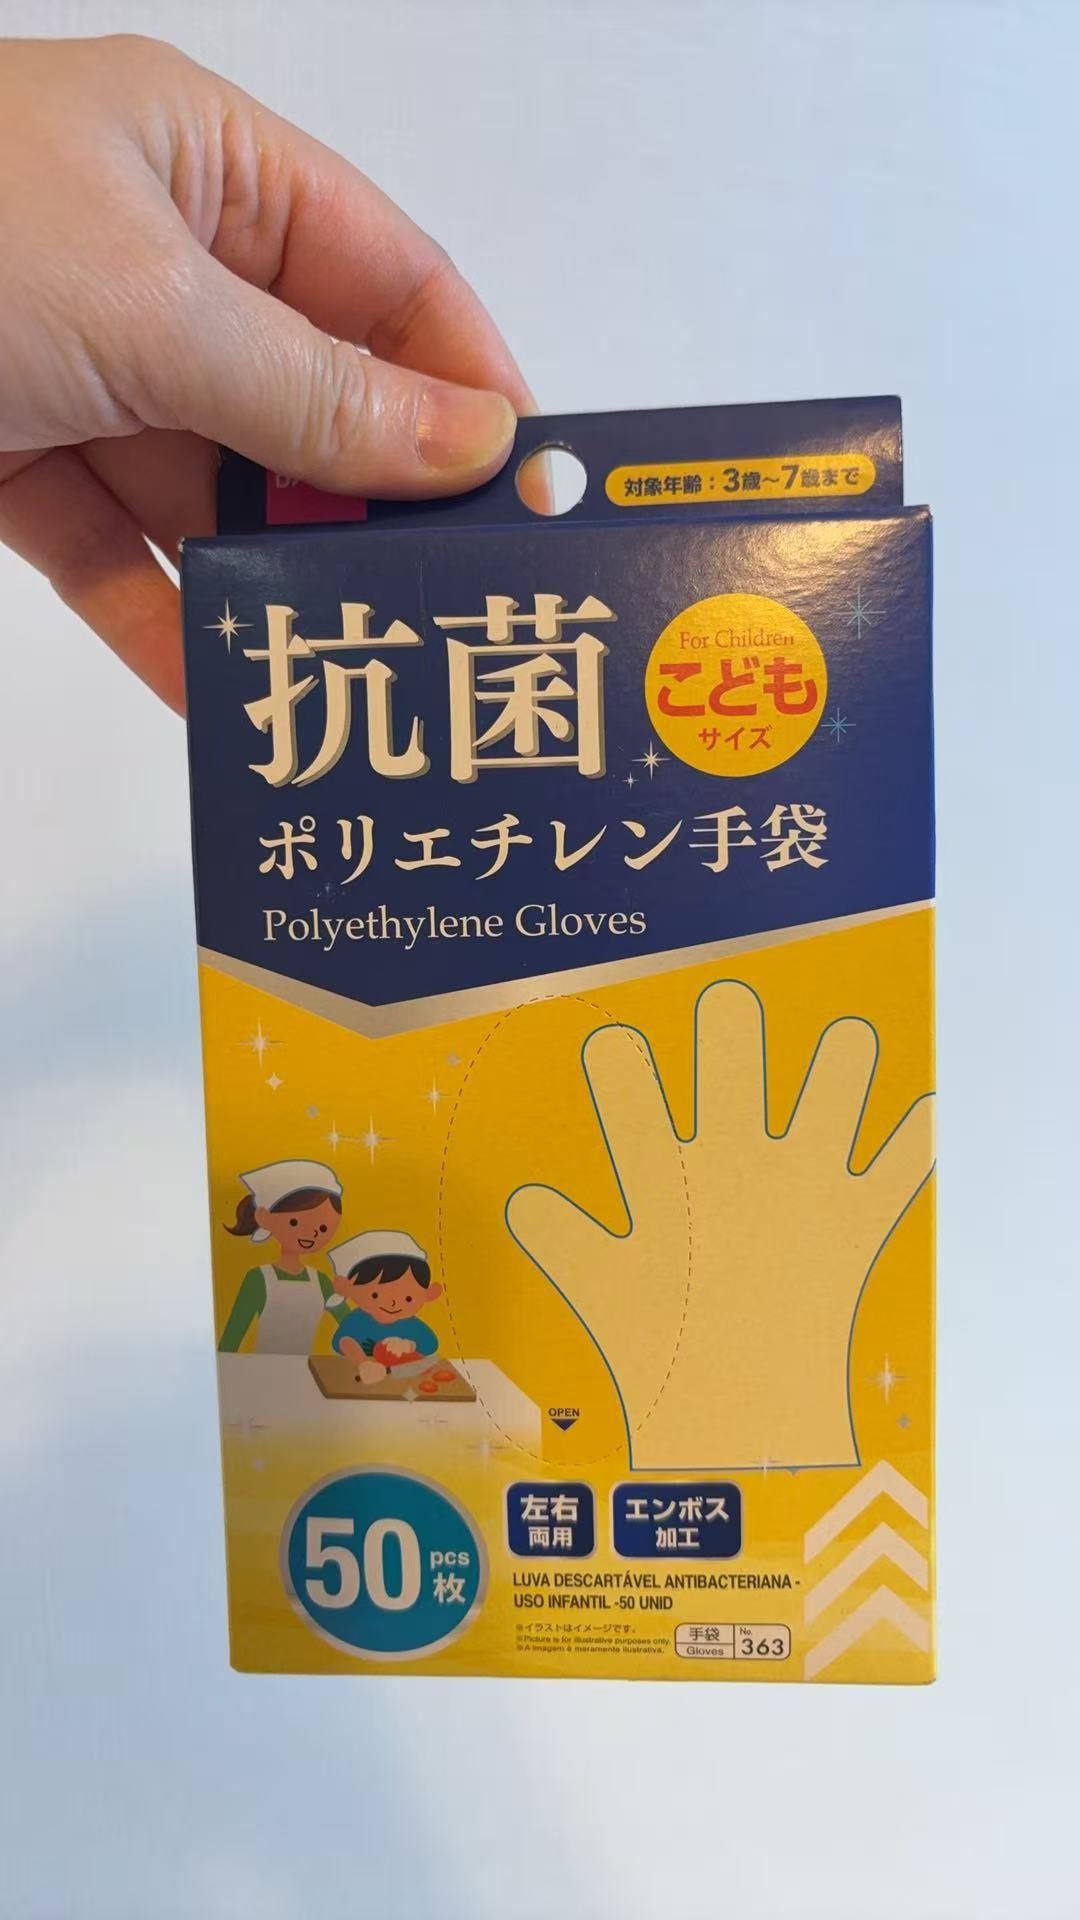 対象年齢：3歳～7歳まで
抗菌
For Children
こども
サイズ
ポリエチレン手袋
Polyethylene Gloves
OPEN
50 pcs
枚
左右
両用
エンボス
加工
LUVA DESCARTÁVEL ANTIBACTERIANA -
USO INFANTIL -50 UNID
※イラストはイメージです。
※Picture is for illustrative purposes only.
※A imagem é meramente ilustrativa.
手袋
Gloves
No.
363